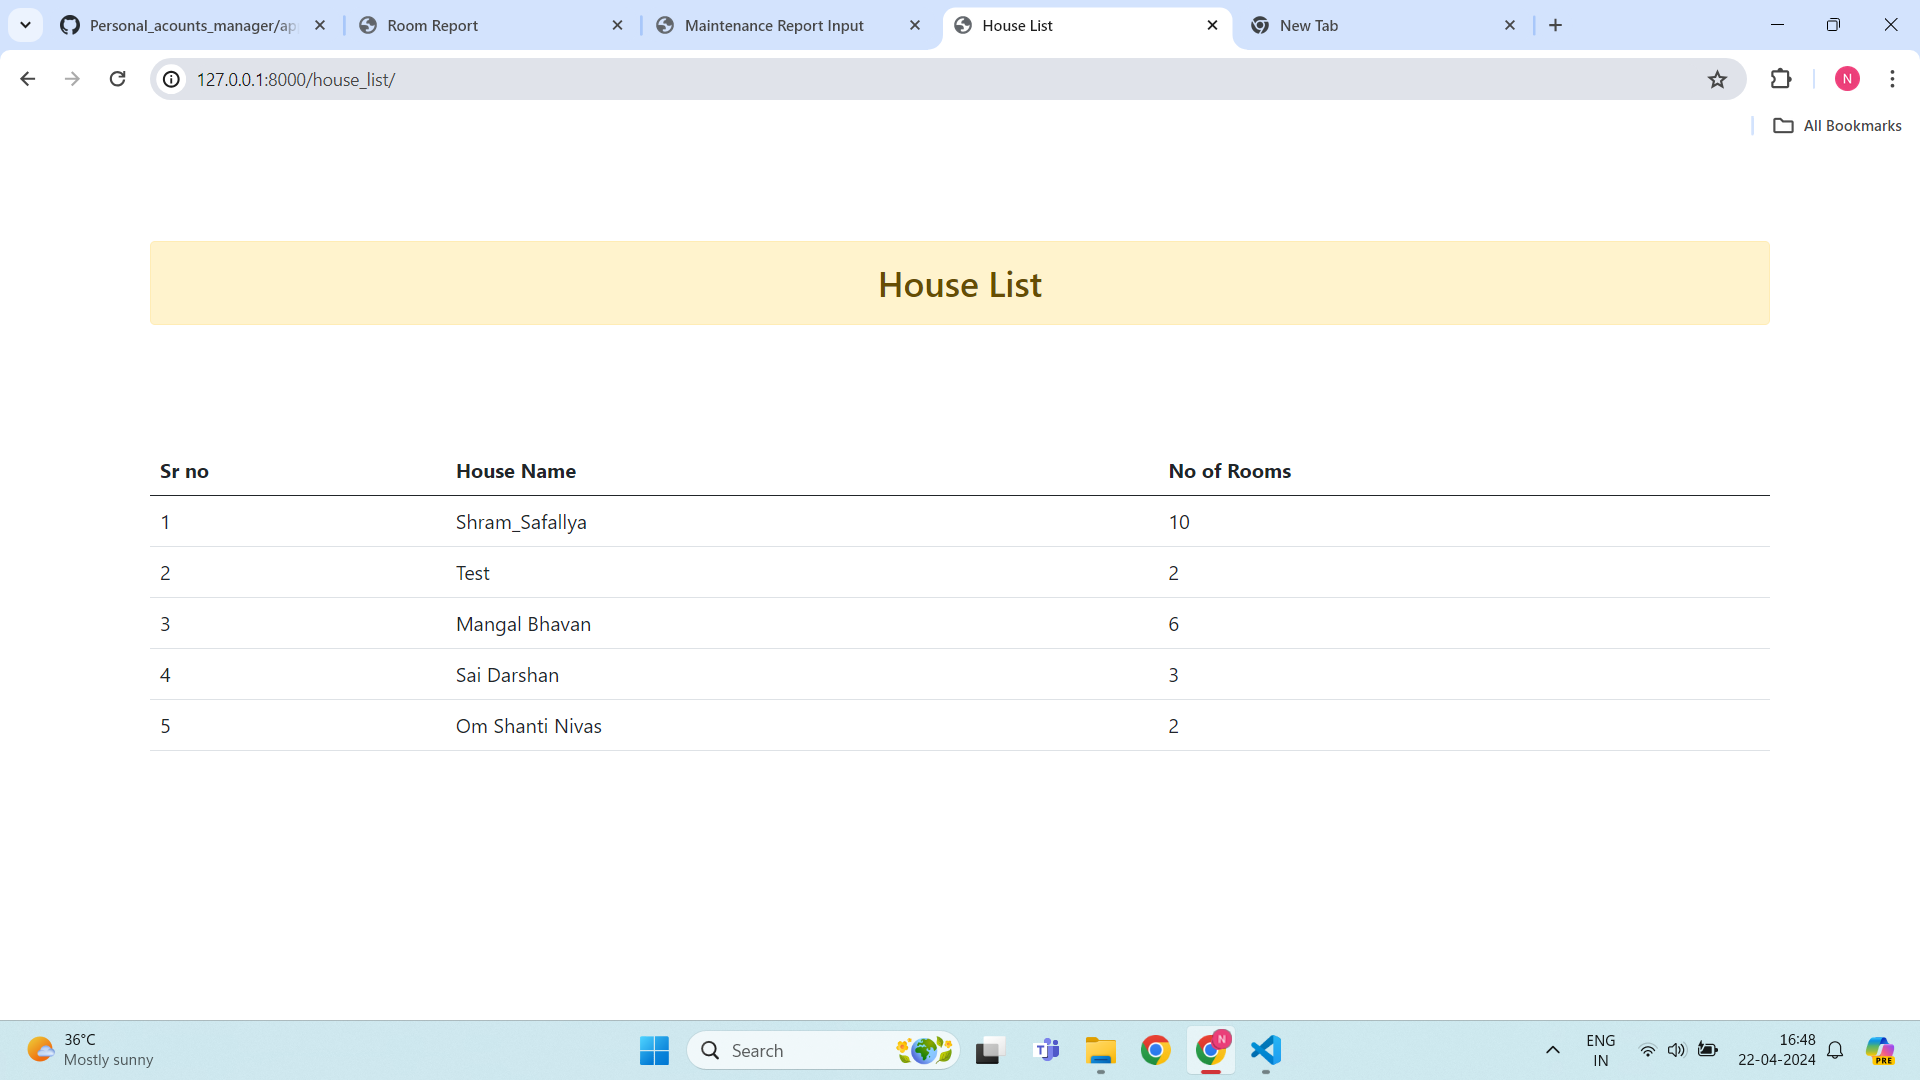 Personal_acounts_manager/ap
Room Report
Maintenance Report Input
House List
New Tab
127.0.0.1:8000/house_list/
N
All Bookmarks
House List
Sr no House Name No of Rooms
1 Shram_Safallya 10
2 Test 2
3 Mangal Bhavan 6
4 Sai Darshan 3
5 Om Shanti Nivas 2
36°C
Mostly sunny
Search
N
ENG
IN
16:48
22-04-2024
PRE